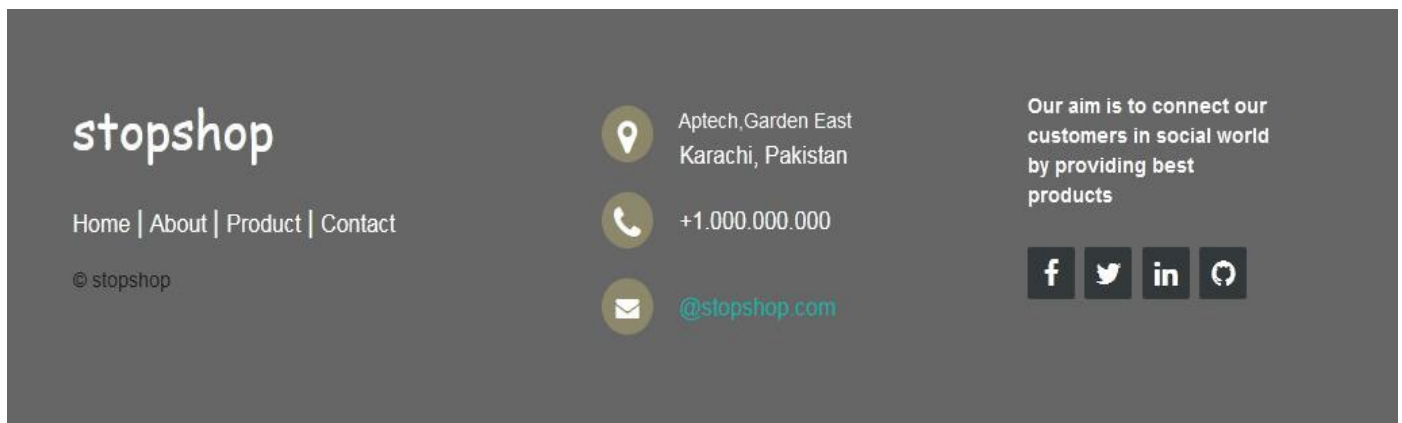 stopshop
Home | About | Product | Contact
© stopshop
Aptech,Garden East
Karachi, Pakistan
+1.000.000.000
@stopshop.com
Our aim is to connect our
customers in social world
by providing best
products